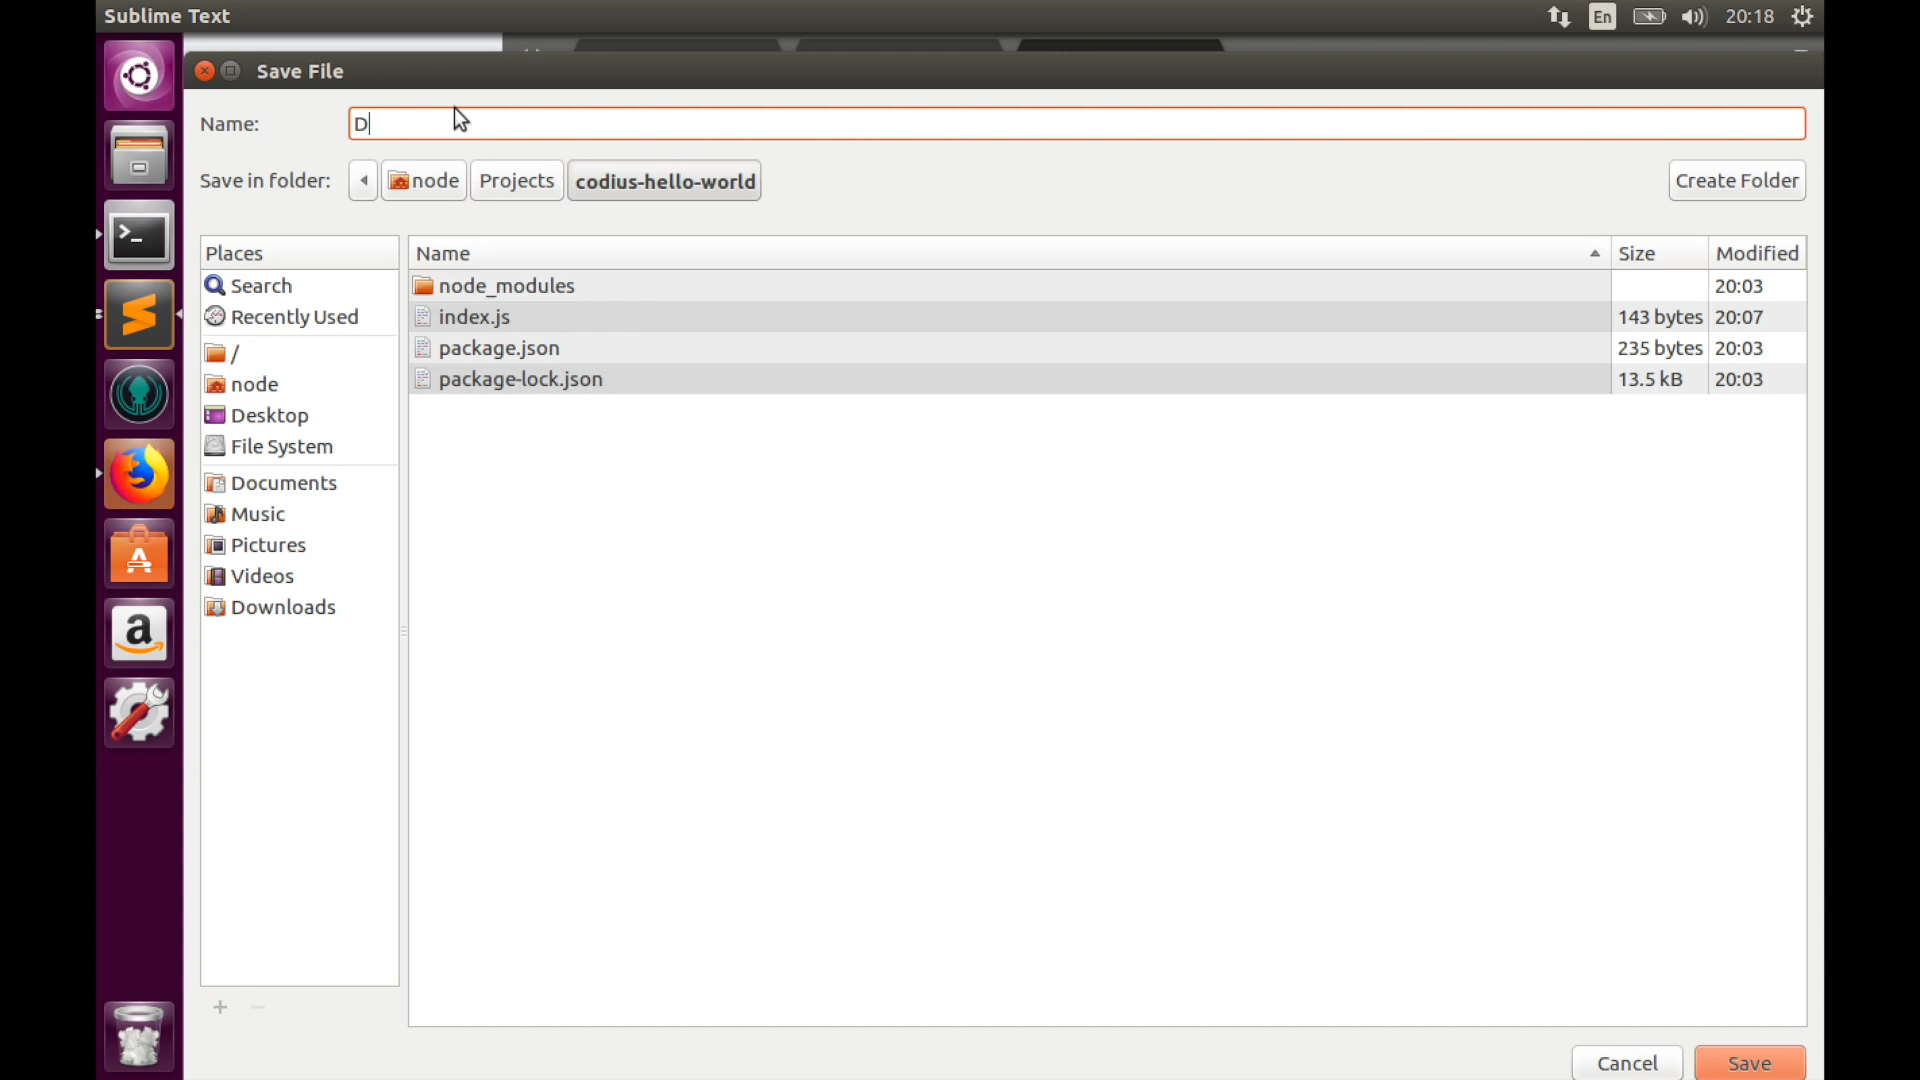 Sublime Text
En
20:18
Save File
Name:
D
Save in folder:
node
Projects
codius-hello-world
Create Folder
Places
Search
Recently Used
/
node
Desktop
File System
Documents
Music
Pictures
Videos
Downloads
Name Size Modified
node_modules 20:03
index.js 143 bytes 20:07
package.json 235 bytes 20:03
package-lock.json 13.5 kB 20:03
Cancel
Save